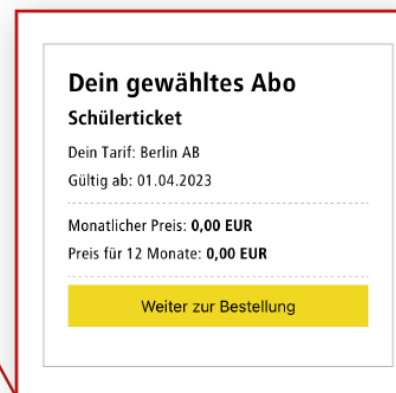 Dein gewähltes Abo
Schülerticket
Dein Tarif: Berlin AB
Gültig ab: 01.04.2023
Monatlicher Preis: 0,00 EUR
Preis für 12 Monate: 0,00 EUR
Weiter zur Bestellung